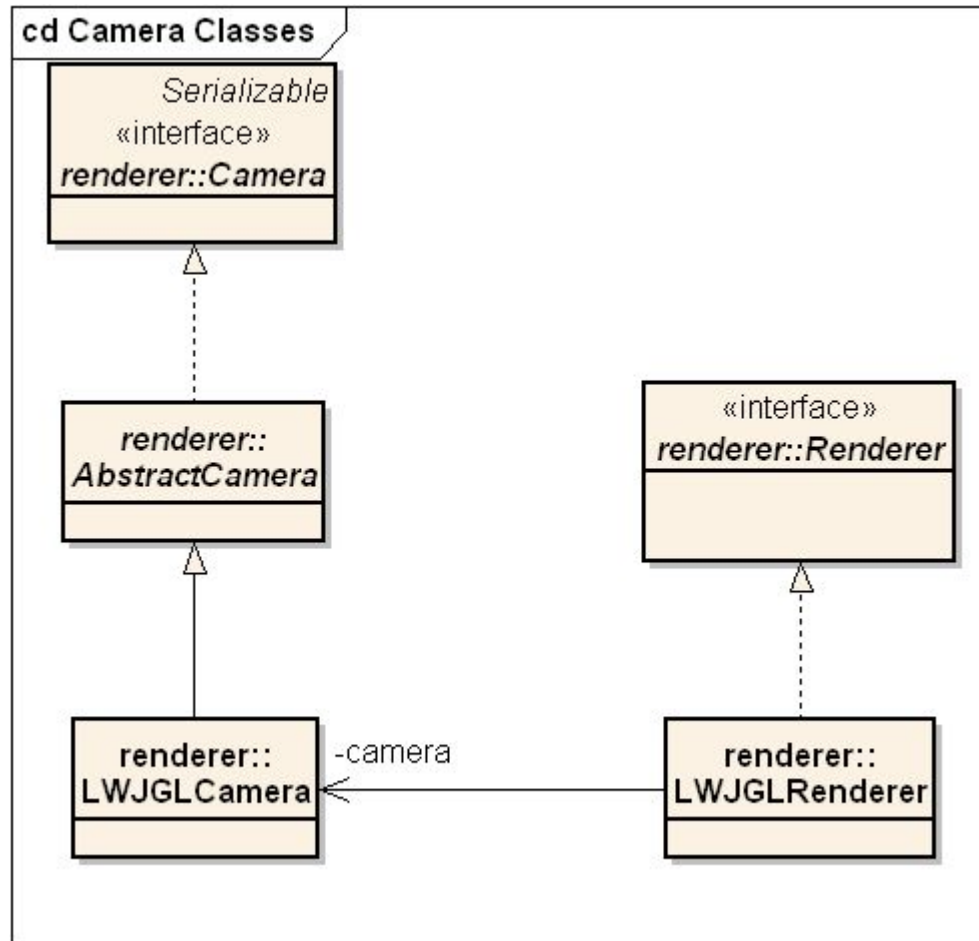 cd Camera Classes
Serializable
«interface»
renderer::Camera
renderer::
AbstractCamera
«interface»
renderer::Renderer
renderer::
LWJGLCamera
-camera
renderer::
LWJGLRenderer